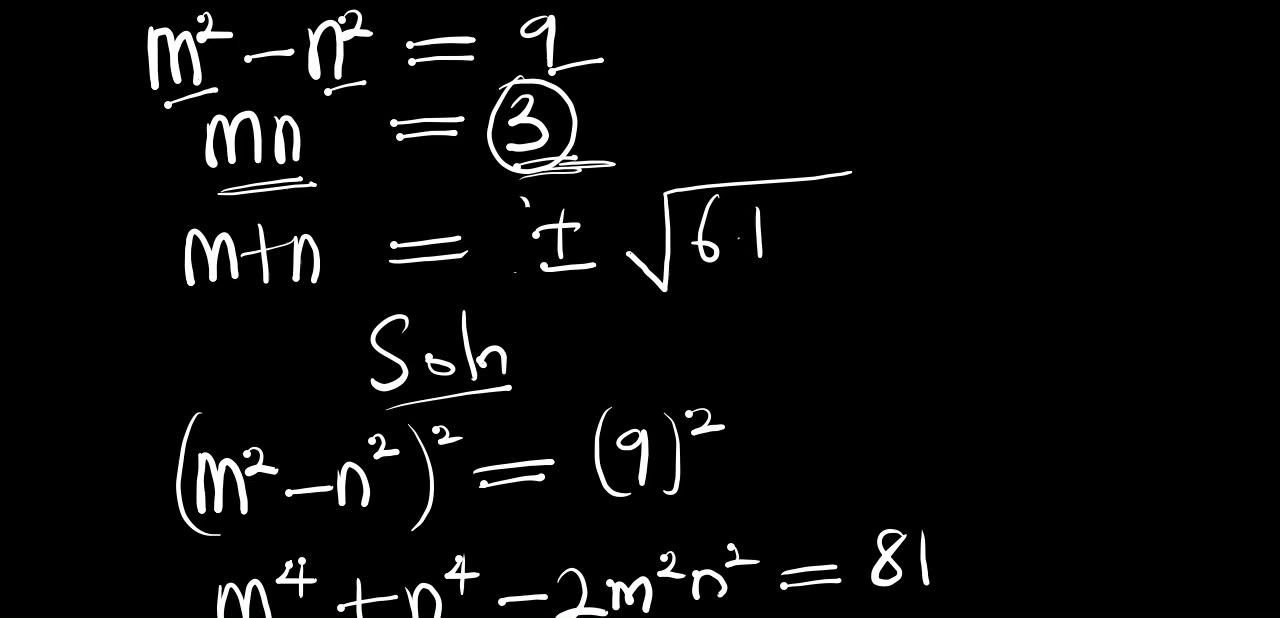 m² - n² = 9
mn = 3
m+n = ± √61
Soln
(m² - n²)² = (9)²
m⁴ + n⁴ - 2m²n² = 81